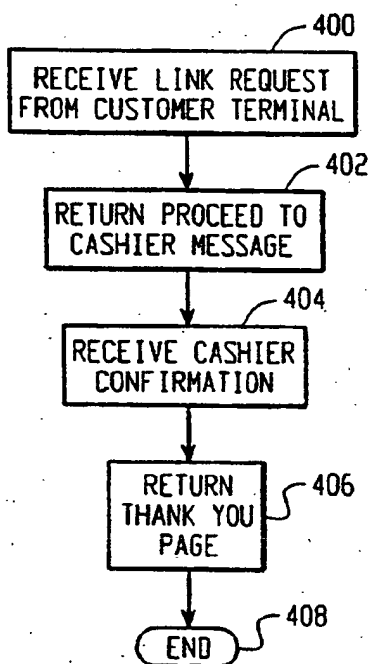 400
RECEIVE LINK REQUEST
FROM CUSTOMER TERMINAL
402
RETURN PROCEED TO
CASHIER MESSAGE
404
RECEIVE CASHIER
CONFIRMATION
RETURN
THANK YOU
PAGE
406
END
408